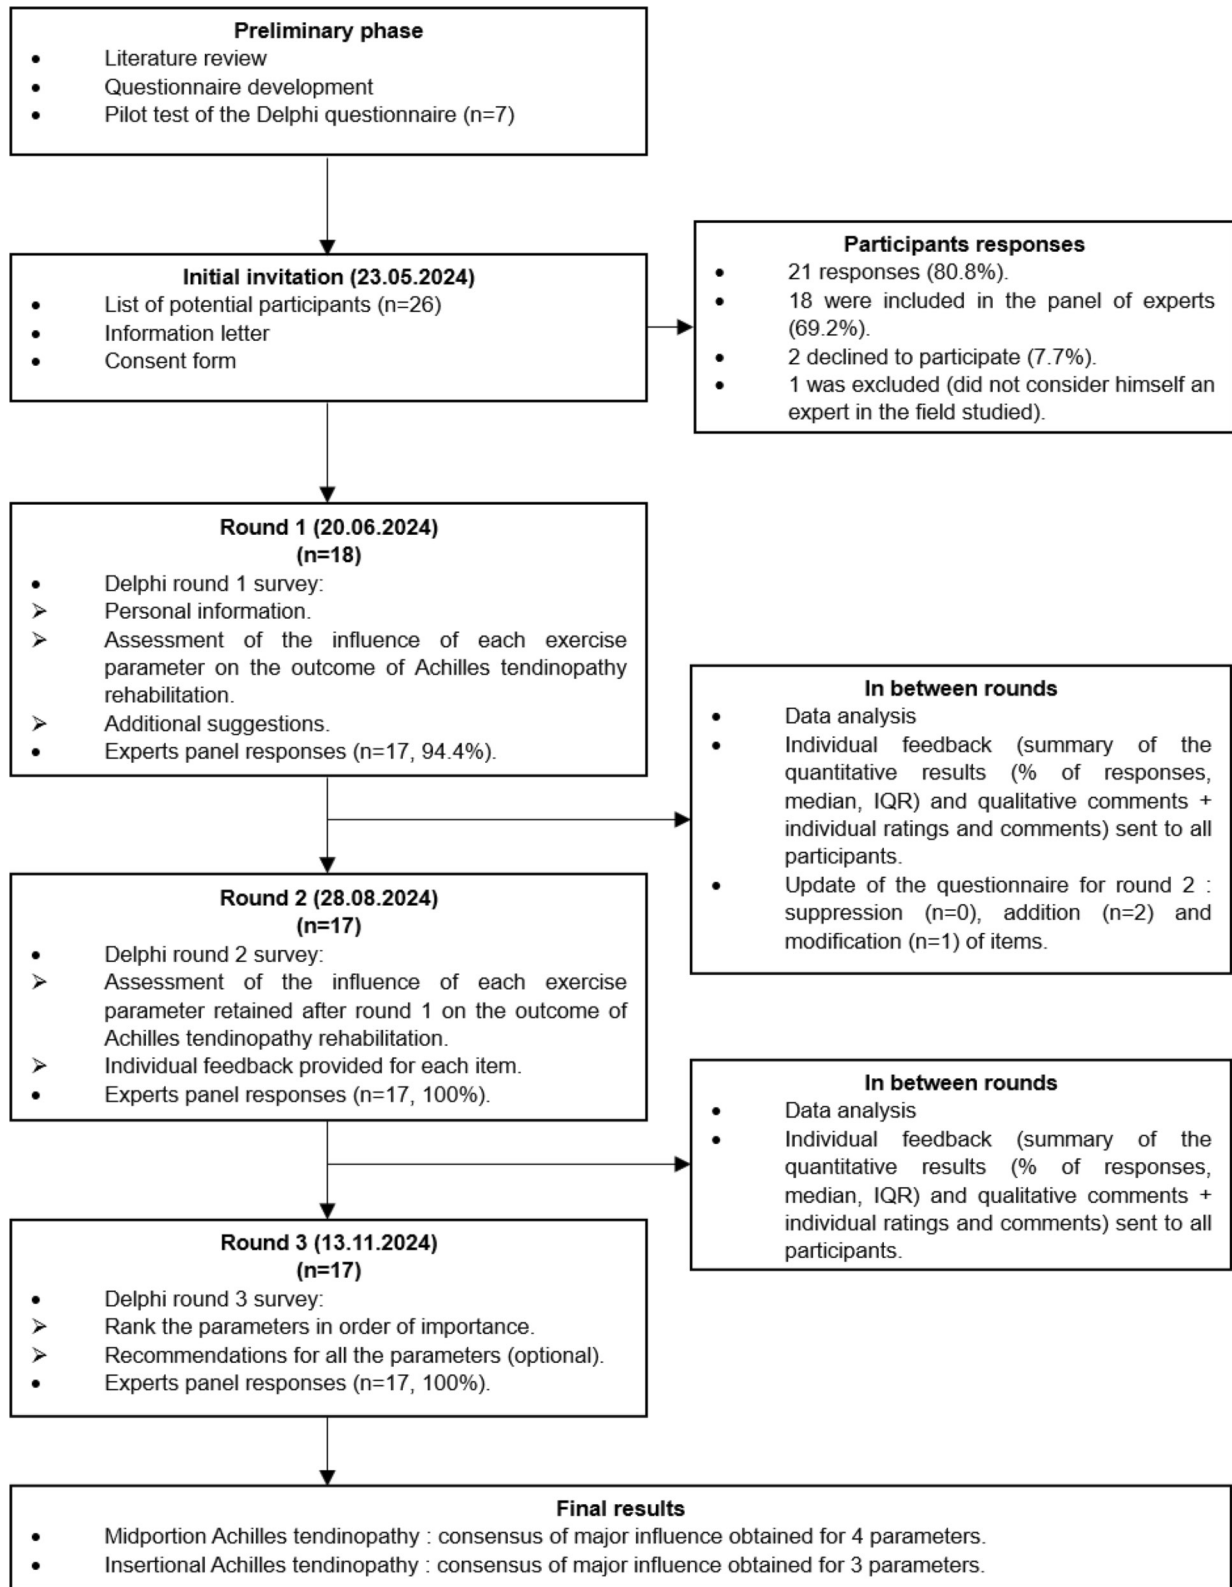 Preliminary phase
• Literature review
• Questionnaire development
• Pilot test of the Delphi questionnaire (n=7)
Initial invitation (23.05.2024)
• List of potential participants (n=26)
• Information letter
• Consent form
Participants responses
• 21 responses (80.8%).
• 18 were included in the panel of experts
(69.2%).
• 2 declined to participate (7.7%).
• 1 was excluded (did not consider himself an
expert in the field studied).
Round 1 (20.06.2024)
(n=18)
• Delphi round 1 survey:
➢ Personal information.
➢ Assessment of the influence of each exercise
parameter on the outcome of Achilles tendinopathy
rehabilitation.
➢ Additional suggestions.
• Experts panel responses (n=17, 94.4%).
In between rounds
• Data analysis
• Individual feedback (summary of the
quantitative results (% of responses,
median, IQR) and qualitative comments +
individual ratings and comments) sent to all
participants.
• Update of the questionnaire for round 2 :
suppression (n=0), addition (n=2) and
modification (n=1) of items.
Round 2 (28.08.2024)
(n=17)
• Delphi round 2 survey:
➢ Assessment of the influence of each exercise
parameter retained after round 1 on the outcome of
Achilles tendinopathy rehabilitation.
➢ Individual feedback provided for each item.
• Experts panel responses (n=17, 100%).
In between rounds
• Data analysis
• Individual feedback (summary of the
quantitative results (% of responses,
median, IQR) and qualitative comments +
individual ratings and comments) sent to all
participants.
Round 3 (13.11.2024)
(n=17)
• Delphi round 3 survey:
➢ Rank the parameters in order of importance.
➢ Recommendations for all the parameters (optional).
• Experts panel responses (n=17, 100%).
Final results
• Midportion Achilles tendinopathy : consensus of major influence obtained for 4 parameters.
• Insertional Achilles tendinopathy : consensus of major influence obtained for 3 parameters.